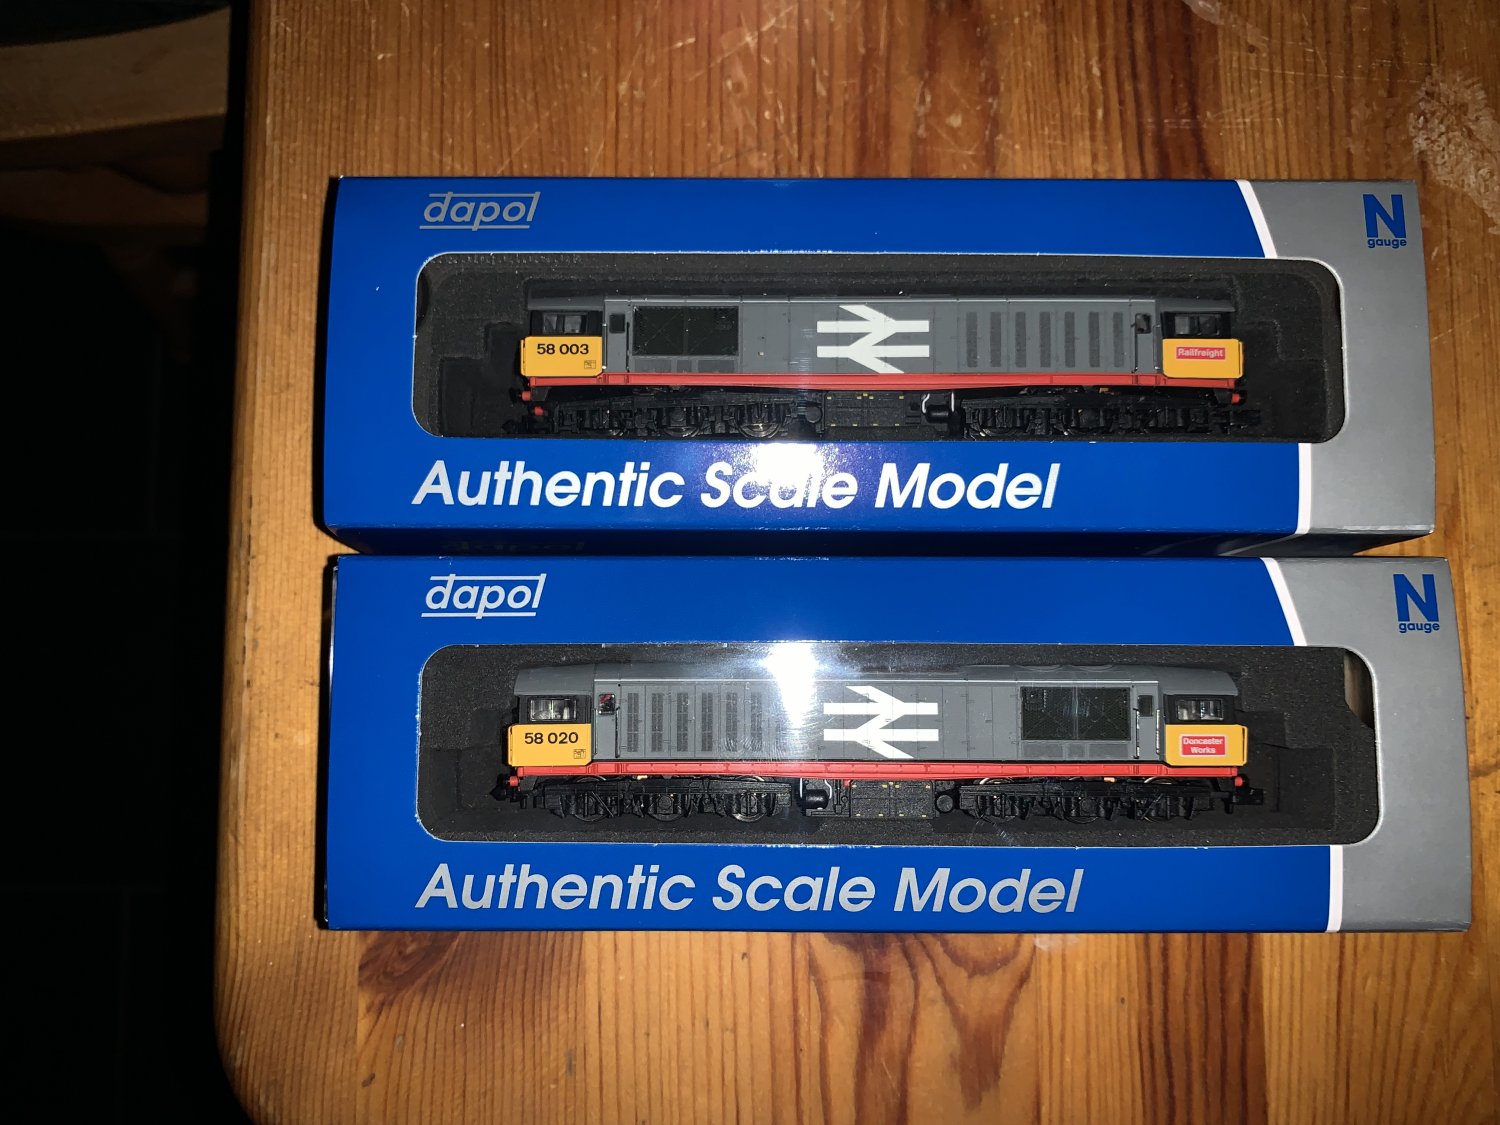 dapol
N
gauge
58 003
Railfreight
Authentic Scale Model
dapol
N
gauge
58 020
Doncaster
Works
Authentic Scale Model